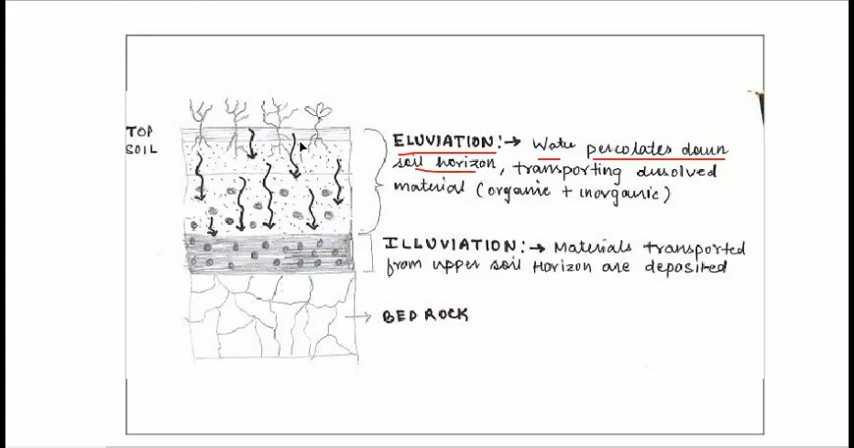 TOP
SOIL
ELUVIATION:→ Water percolates down
soil horizon, transporting dissolved
material (organic + inorganic)
ILLUVIATION:→ Materials transported
from upper soil Horizon are deposited
BED ROCK